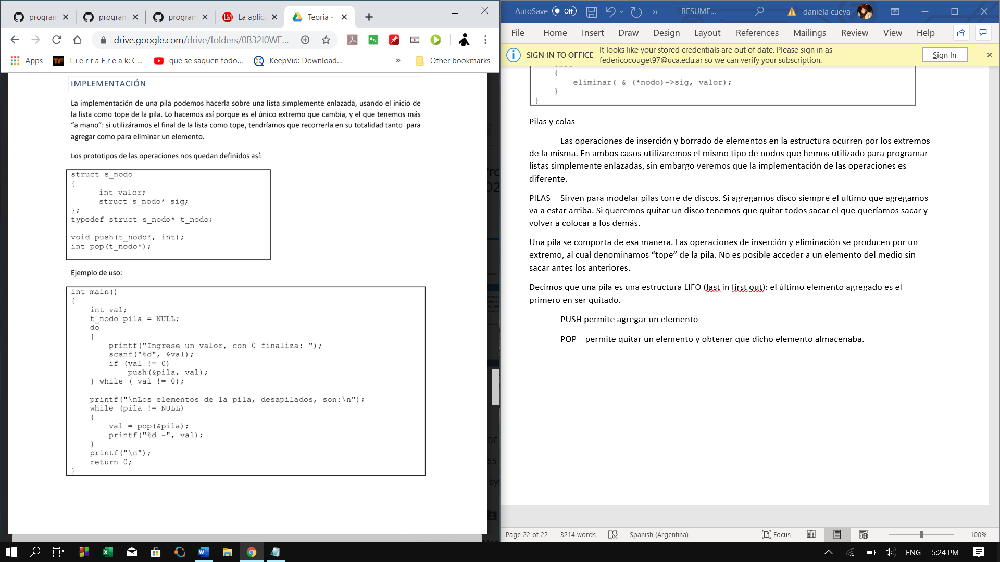 program
program
program
La aplic
Teoria -
drive.google.com/drive/folders/0B32I0WE...
Apps
T i e r r a F r e a k: C...
que se saquen todo...
KeepVid: Download...
»
Other bookmarks
IMPLEMENTACIÓN
La implementación de una pila podemos hacerla sobre una lista simplemente enlazada, usando el inicio de
la lista como tope de la pila. Lo hacemos así porque es el único extremo que cambia, y el que tenemos más
“a mano”: si utilizáramos el final de la lista como tope, tendríamos que recorrerla en su totalidad tanto para
agregar como para eliminar un elemento.
Los prototipos de las operaciones nos quedan definidos así:
struct s_nodo
{
int valor;
struct s_nodo* sig;
};
typedef struct s_nodo* t_nodo;
void push(t_nodo*, int);
int pop(t_nodo*);
Ejemplo de uso:
int main()
{
int val;
t_nodo pila = NULL;
do
{
printf("Ingrese un valor, con 0 finaliza: ");
scanf("%d", &val);
if (val != 0)
push(&pila, val);
} while ( val != 0);
printf("\nLos elementos de la pila, desapilados, son:\n");
while (pila != NULL)
{
val = pop(&pila);
printf("%d -", val);
}
printf("\n");
return 0;
}
AutoSave Off
RESUME...
daniela cueva
File Home Insert Draw Design Layout References Mailings Review View Help
SIGN IN TO OFFICE It looks like your stored credentials are out of date. Please sign in as
federicocouget97@uca.edu.ar so we can verify your subscription.
Sign In
{
eliminar( & (*nodo)->sig, valor);
}
}
Pilas y colas
Las operaciones de inserción y borrado de elementos en la estructura ocurren por los extremos
de la misma. En ambos casos utilizaremos el mismo tipo de nodos que hemos utilizado para programar
listas simplemente enlazadas, sin embargo veremos que la implementación de las operaciones es
diferente.
PILAS Sirven para modelar pilas torre de discos. Si agregamos disco siempre el ultimo que agregamos
va a estar arriba. Si queremos quitar un disco tenemos que quitar todos sacar el que queríamos sacar y
volver a colocar a los demás.
Una pila se comporta de esa manera. Las operaciones de inserción y eliminación se producen por un
extremo, al cual denominamos “tope” de la pila. No es posible acceder a un elemento del medio sin
sacar antes los anteriores.
Decimos que una pila es una estructura LIFO (last in first out): el último elemento agregado es el
primero en ser quitado.
PUSH permite agregar un elemento
POP permite quitar un elemento y obtener que dicho elemento almacenaba.
Page 22 of 22 3214 words Spanish (Argentina) Focus 100%
ENG 5:24 PM